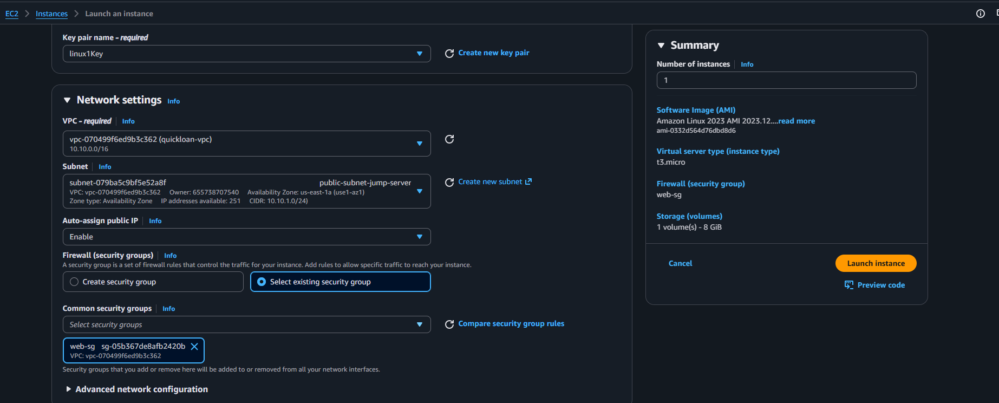 EC2 > Instances > Launch an instance
Key pair name - required
linux1Key
Create new key pair
Network settings Info
VPC - required Info
vpc-070499f6ed9b3c362 (quickloan-vpc)
10.10.0.0/16
Subnet Info
subnet-079ba5c9bf5e52a8f public-subnet-jump-server
VPC: vpc-070499f6ed9b3c362 Owner: 655738707540 Availability Zone: us-east-1a (use1-az1)
Zone type: Availability Zone IP addresses available: 251 CIDR: 10.10.1.0/24)
Create new subnet
Auto-assign public IP Info
Enable
Firewall (security groups) Info
A security group is a set of firewall rules that control the traffic for your instance. Add rules to allow specific traffic to reach your instance.
Create security group
Select existing security group
Common security groups Info
Select security groups
Compare security group rules
web-sg sg-05b367de8afb2420b
VPC: vpc-070499f6ed9b3c362
Security groups that you add or remove here will be added to or removed from all your network interfaces.
Advanced network configuration
Summary
Number of instances Info
1
Software Image (AMI)
Amazon Linux 2023 AMI 2023.12....read more
ami-0332d564d76dbd8d6
Virtual server type (instance type)
t3.micro
Firewall (security group)
web-sg
Storage (volumes)
1 volume(s) - 8 GiB
Cancel
Launch instance
Preview code